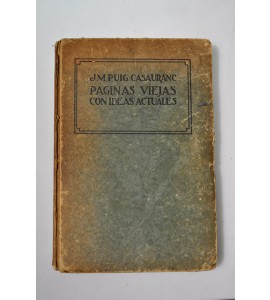 J.M. PUIG CASAURANC
PAGINAS VIEJAS
CON IDEAS ACTUALES